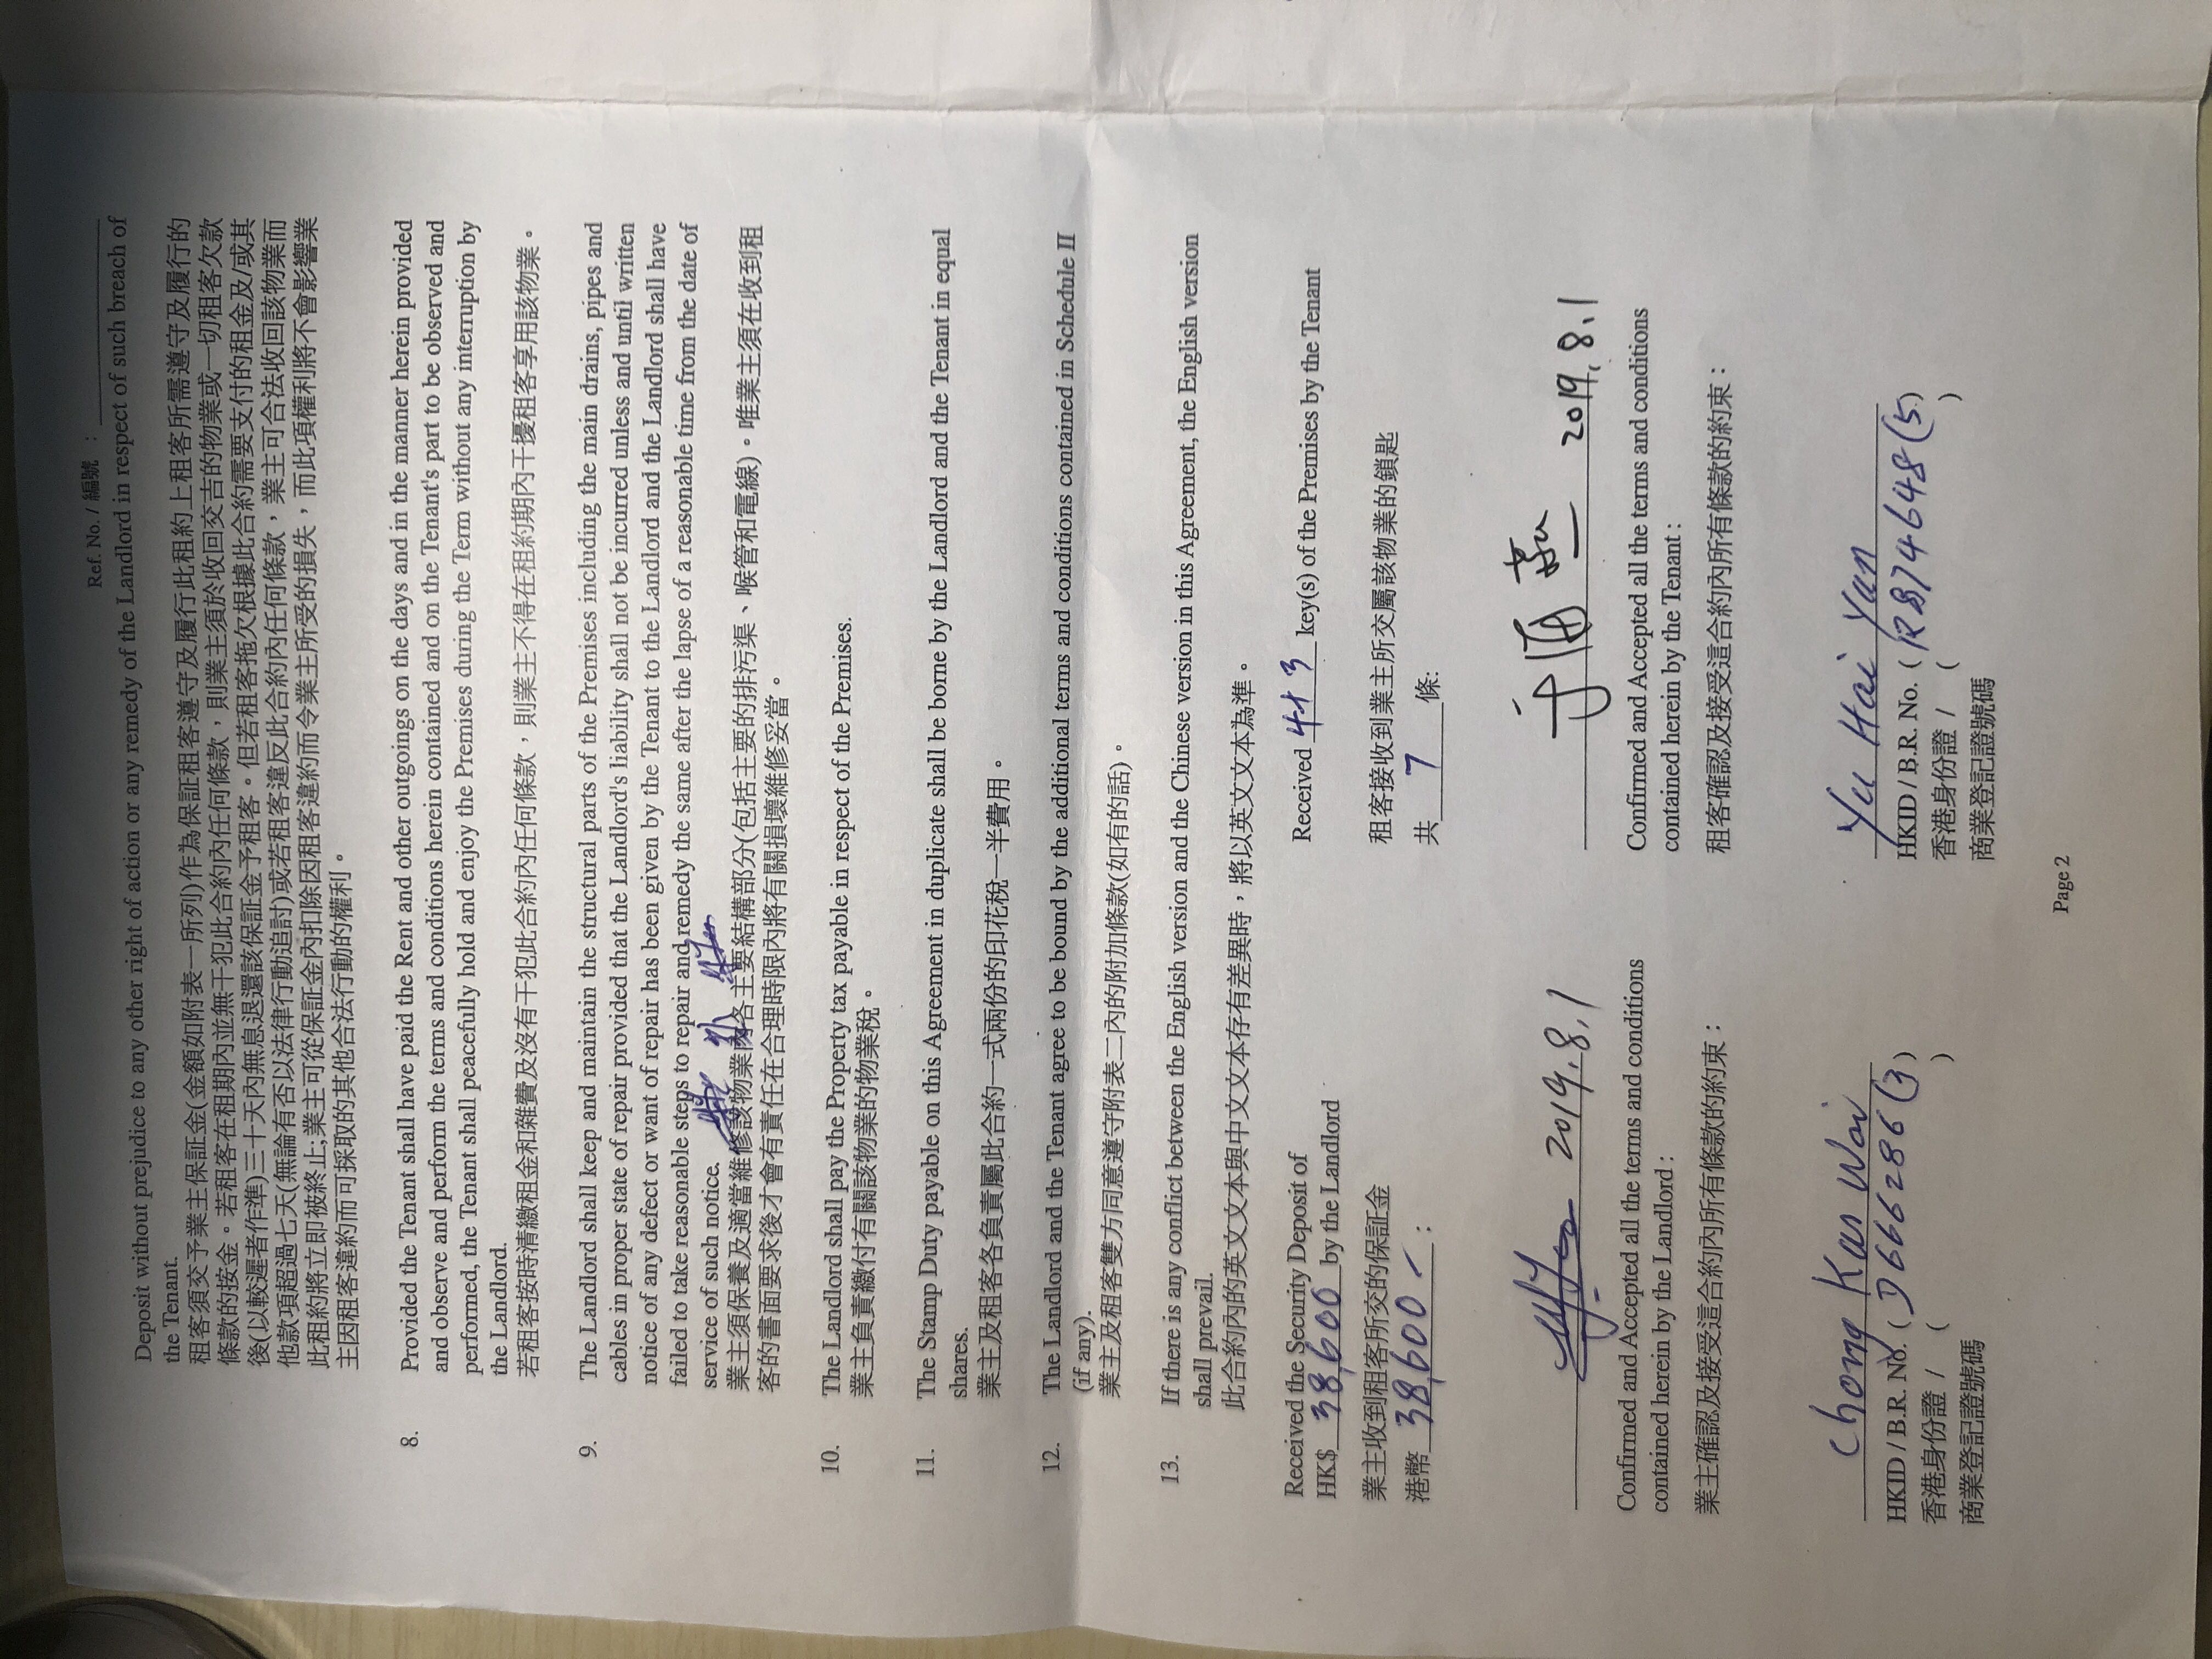 Ref. No. / 編號 :
Deposit without prejudice to any other right of action or any remedy of the Landlord in respect of such breach of
the Tenant.
租客須交予業主保証金(金額如附表一所列)作為保証租客遵守及履行此租約上租客所需遵守及履行的
條款的按金。若租客在租期內並無干犯此合約內任何條款，則業主須於收回交吉的物業或一切租客欠款
後(以較遲者作準)三十天內無息退還該保証金予租客。但若租客拖欠根據此合約需要支付的租金及/或其
他款項超過七天(無論有否以法律行動追討)或若租客違反此合約內任何條款，業主可合法收回該物業而
此租約將立即被終止;業主可從保証金內扣除因租客違約而令業主所受的損失，而此項權利將不會影響業
主因租客違約而可採取的其他合法行動的權利。
8. Provided the Tenant shall have paid the Rent and other outgoings on the days and in the manner herein provided
and observe and perform the terms and conditions herein contained and on the Tenant's part to be observed and
performed, the Tenant shall peacefully hold and enjoy the Premises during the Term without any interruption by
the Landlord.
若租客按時清繳租金和雜費及沒有干犯此合約內任何條款，則業主不得在租約期內干擾租客享用該物業。
9. The Landlord shall keep and maintain the structural parts of the Premises including the main drains, pipes and
cables in proper state of repair provided that the Landlord's liability shall not be incurred unless and until written
notice of any defect or want of repair has been given by the Tenant to the Landlord and the Landlord shall have
failed to take reasonable steps to repair and remedy the same after the lapse of a reasonable time from the date of
service of such notice.
業主須保養及適當維修該物業內各主要結構部分(包括主要的排污渠、喉管和電線)。唯業主須在收到租
客的書面要求後才會有責任在合理時限內將有關損壞維修妥當。
10. The Landlord shall pay the Property tax payable in respect of the Premises.
業主負責繳付有關該物業的物業稅。
11. The Stamp Duty payable on this Agreement in duplicate shall be borne by the Landlord and the Tenant in equal
shares.
業主及租客各負責屬此合約一式兩份的印花稅一半費用。
12. The Landlord and the Tenant agree to be bound by the additional terms and conditions contained in Schedule II
(if any).
業主及租客雙方同意遵守附表二內的附加條款(如有的話)。
13. If there is any conflict between the English version and the Chinese version in this Agreement, the English version
shall prevail.
此合約內的英文文本與中文文本存有差異時，將以英文文本為準。
Received the Security Deposit of
HK$ 38,600 by the Landlord
業主收到租客所交的保証金
港幣 38,600 :
Received 4+3 key(s) of the Premises by the Tenant
租客接收到業主所交屬該物業的鎖匙
共 7 條:
2019.8.1
Confirmed and Accepted all the terms and conditions
contained herein by the Landlord :
業主確認及接受這合約內所有條款的約束：
Chong Kar Wai
HKID / B.R. No. ( D666286(3) )
香港身份證 / ( )
商業登記證號碼
2019.8.1
Confirmed and Accepted all the terms and conditions
contained herein by the Tenant :
租客確認及接受這合約內所有條款的約束：
Yu Hai Yan
HKID / B.R. No. ( R874648(5) )
香港身份證 / ( )
商業登記證號碼
Page 2